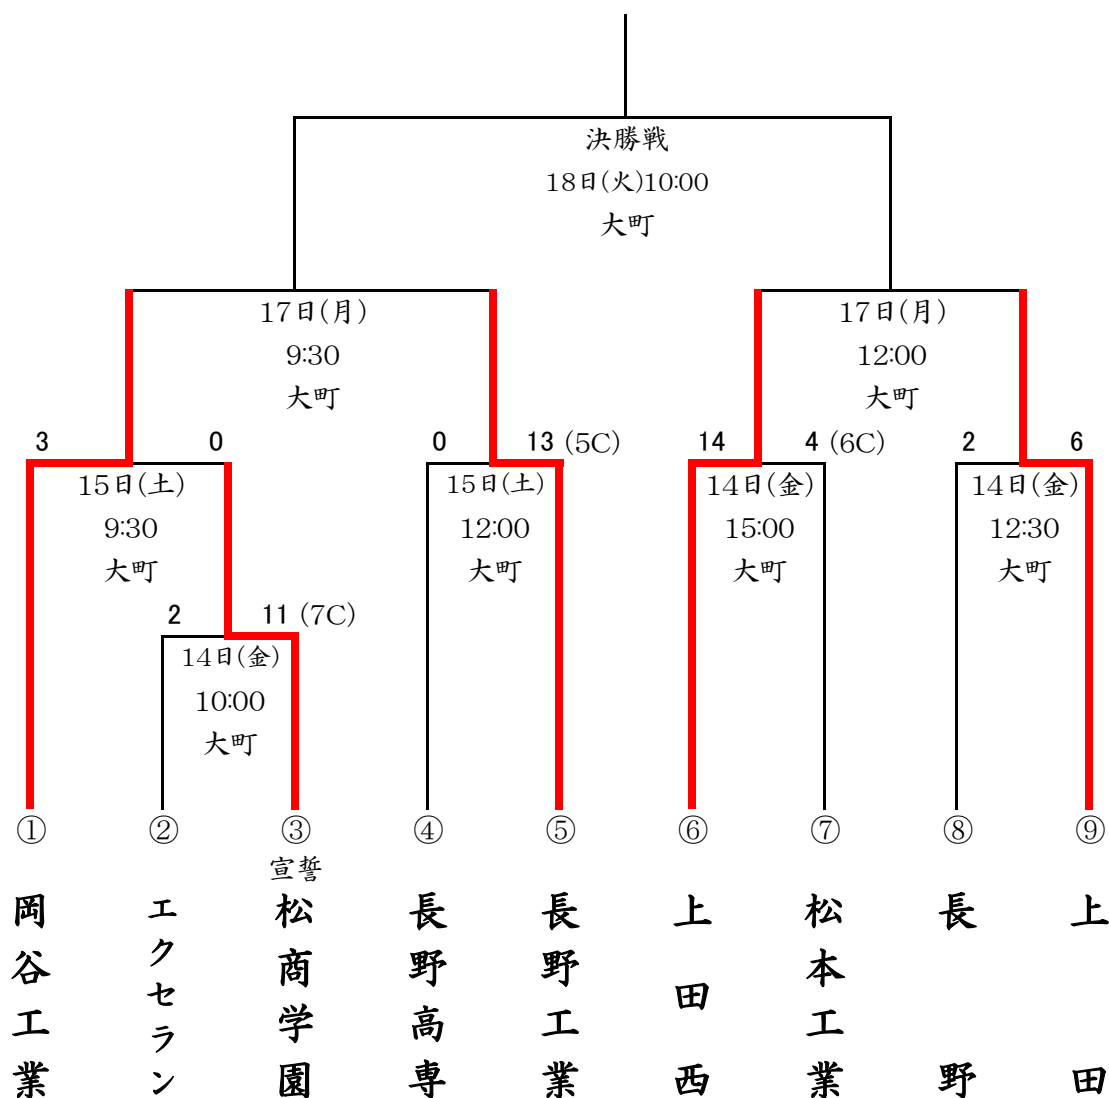 決勝戦
18日(火)10:00
大町
17日(月)
9:30
大町
17日(月)
12:00
大町
3 0
0 13 (5C)
14 4 (6C)
2 6
15日(土)
9:30
大町
15日(土)
12:00
大町
14日(金)
15:00
大町
14日(金)
12:30
大町
2 11 (7C)
14日(金)
10:00
大町
① ② ③ ④ ⑤ ⑥ ⑦ ⑧ ⑨
宣誓
岡谷工業
エクセラン
松商学園
長野高専
長野工業
上田西
松本工業
長野
上田